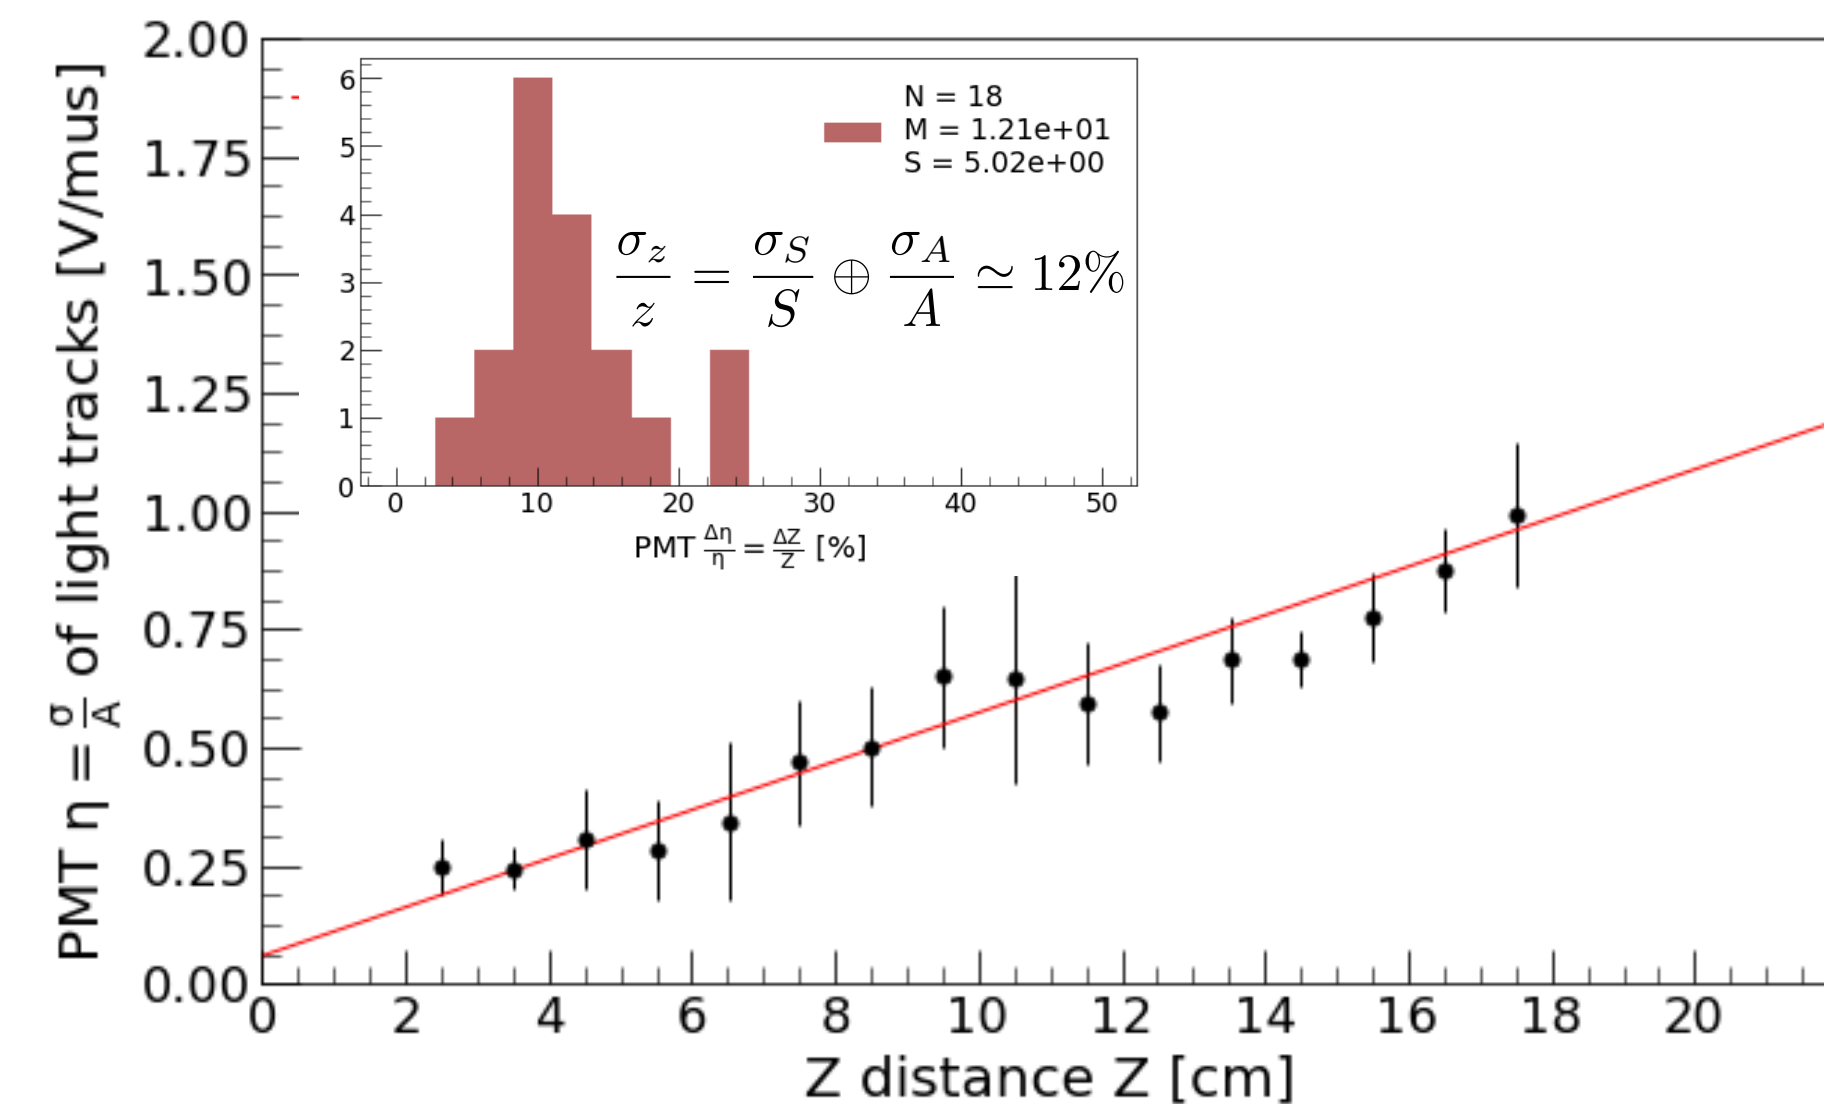 2.00
1.75
1.50
1.25
1.00
0.75
0.50
0.25
0.00
PMT η = σ/A of light tracks [V/mus]
6
5
4
3
2
1
0
N = 18
M = 1.21e+01
S = 5.02e+00
σ_z/z = σ_S/S ⊕ σ_A/A ≃ 12%
0 10 20 30 40 50
PMT Δη/η = ΔZ/Z [%]
0 2 4 6 8 10 12 14 16 18 20
Z distance Z [cm]